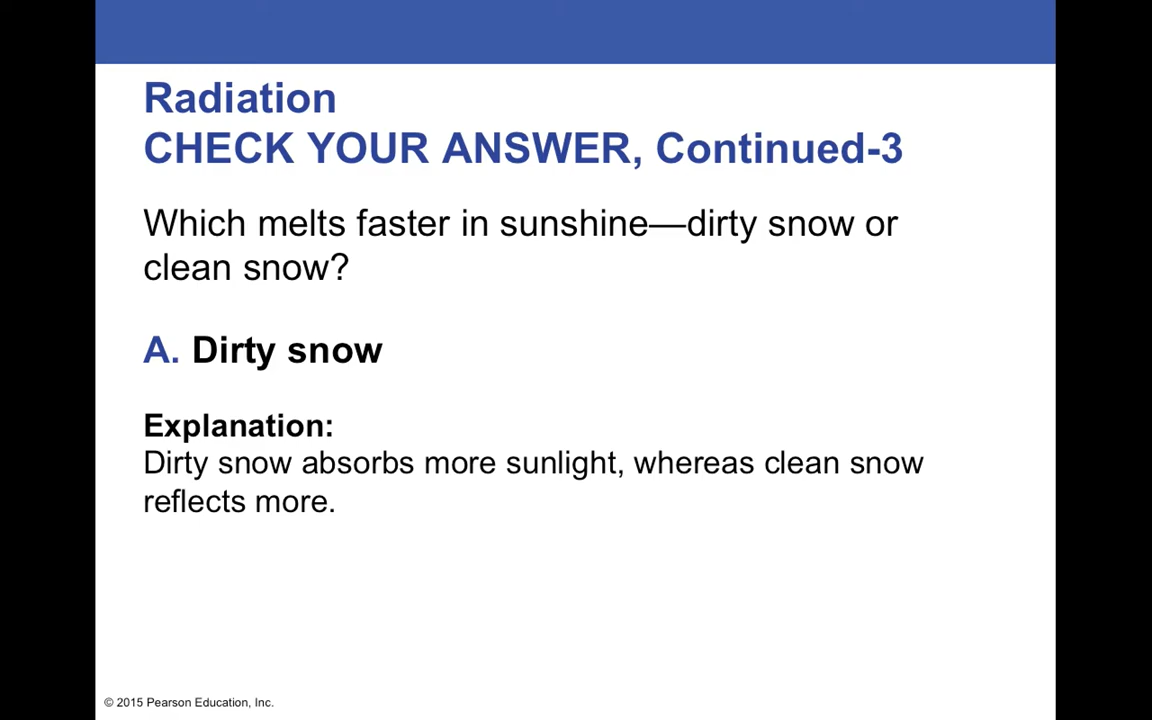 Radiation
CHECK YOUR ANSWER, Continued-3
Which melts faster in sunshine—dirty snow or
clean snow?
A. Dirty snow
Explanation:
Dirty snow absorbs more sunlight, whereas clean snow
reflects more.
© 2015 Pearson Education, Inc.